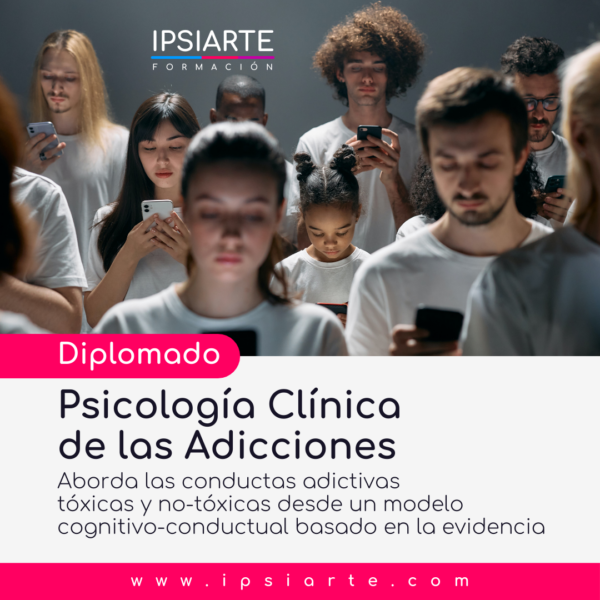 IPSIARTE
FORMACIÓN
Diplomado
Psicología Clínica
de las Adicciones
Aborda las conductas adictivas
tóxicas y no-tóxicas desde un modelo
cognitivo-conductual basado en la evidencia
www.ipsiarte.com